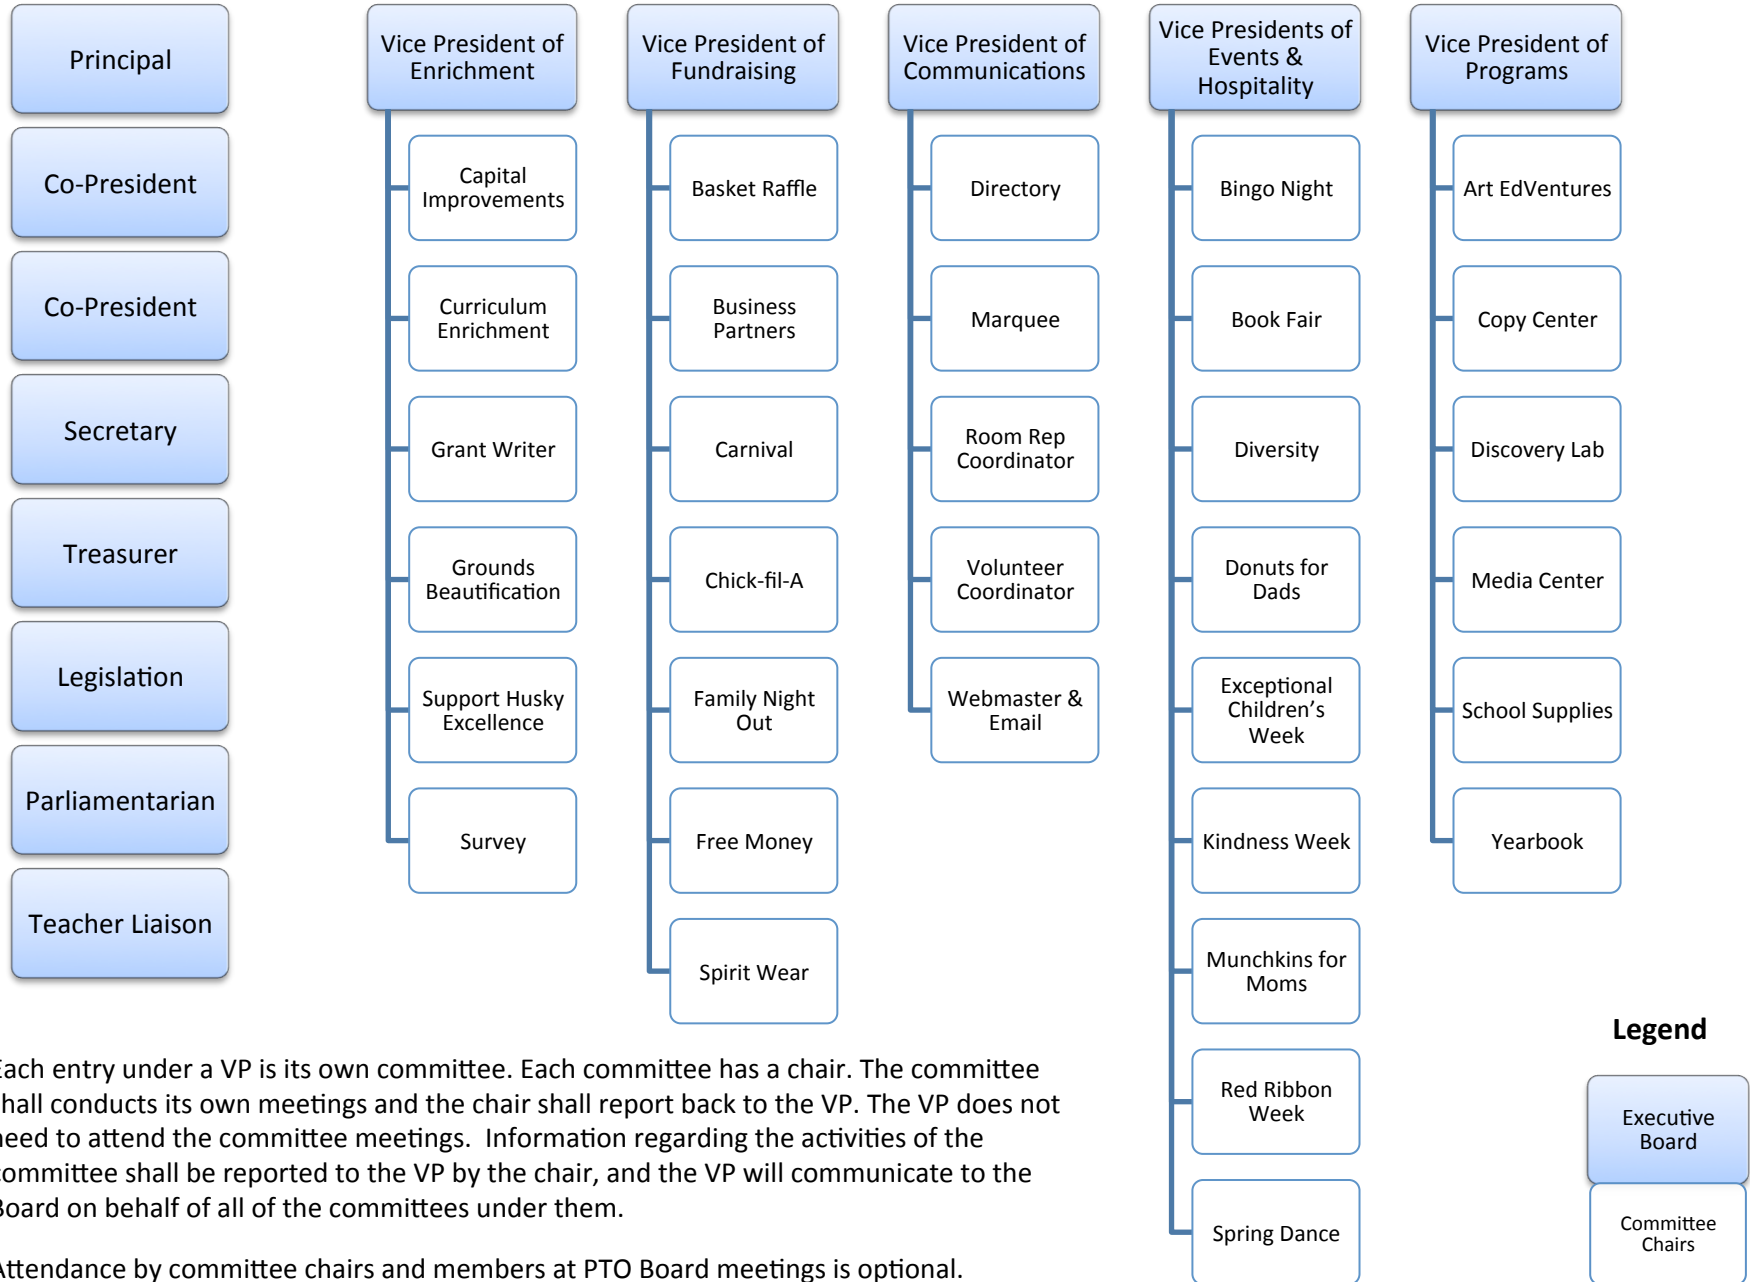 Principal
Co-President
Co-President
Secretary
Treasurer
Legislation
Parliamentarian
Teacher Liaison
Vice President of
Enrichment
Capital
Improvements
Curriculum
Enrichment
Grant Writer
Grounds
Beautification
Support Husky
Excellence
Survey
Vice President of
Fundraising
Basket Raffle
Business
Partners
Carnival
Chick-fil-A
Family Night
Out
Free Money
Spirit Wear
Vice President of
Communications
Directory
Marquee
Room Rep
Coordinator
Volunteer
Coordinator
Webmaster &
Email
Vice Presidents of
Events &
Hospitality
Bingo Night
Book Fair
Diversity
Donuts for
Dads
Exceptional
Children’s
Week
Kindness Week
Munchkins for
Moms
Red Ribbon
Week
Spring Dance
Vice President of
Programs
Art EdVentures
Copy Center
Discovery Lab
Media Center
School Supplies
Yearbook
Each entry under a VP is its own committee. Each committee has a chair. The committee
shall conducts its own meetings and the chair shall report back to the VP. The VP does not
need to attend the committee meetings. Information regarding the activities of the
committee shall be reported to the VP by the chair, and the VP will communicate to the
Board on behalf of all of the committees under them.
Attendance by committee chairs and members at PTO Board meetings is optional.
Legend
Executive
Board
Committee
Chairs